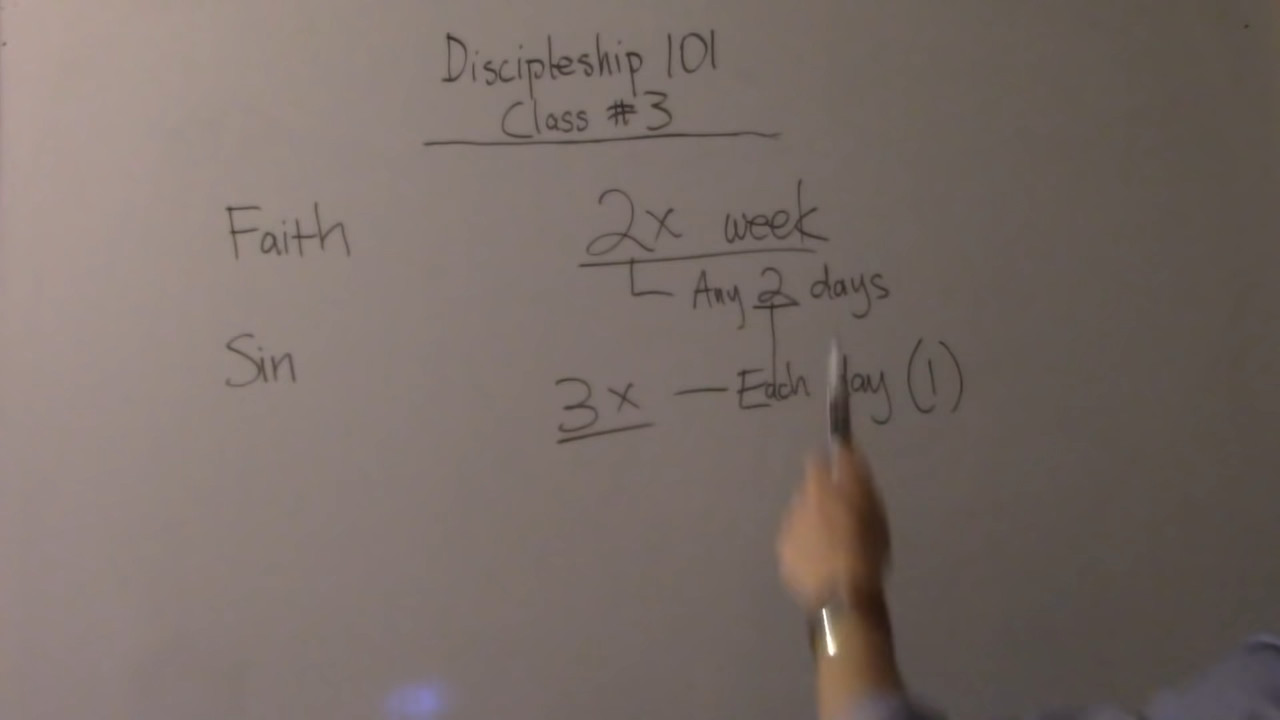 Discipleship 101
Class #3
Faith
2x week
Any 2 days
Sin
3x — Each day (1)